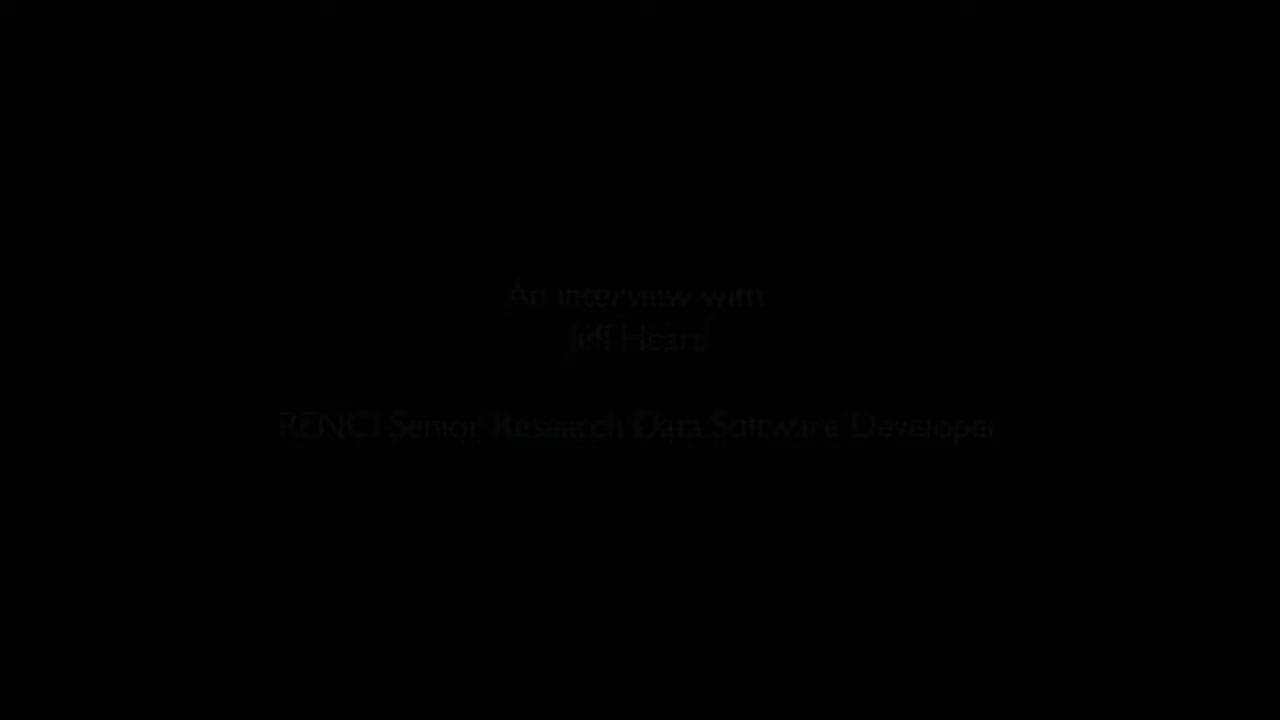 An interview with
Jeff Heard
RENCI Senior Research Data Software Developer